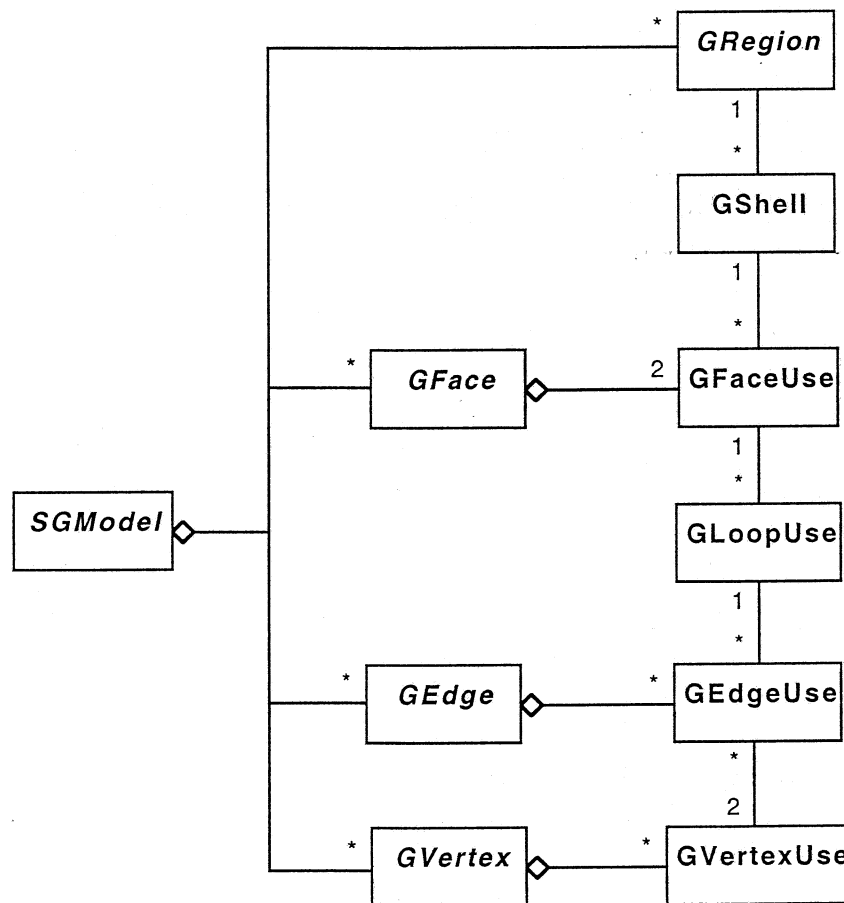 *
GRegion
1
*
GShell
1
*
* GFace 2 GFaceUse
1
*
SGModel GLoopUse
1
*
* GEdge * GEdgeUse
*
2
* GVertex * GVertexUse